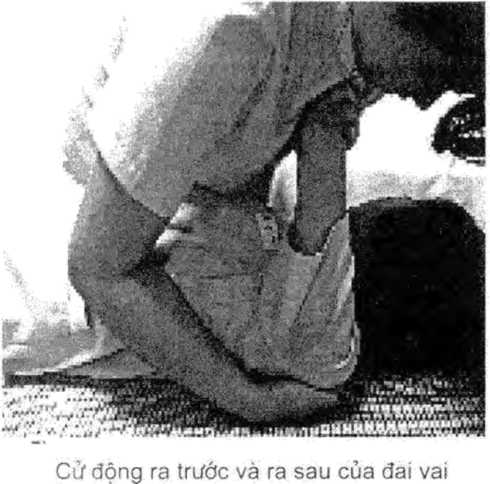 Cử động ra trước và ra sau của đai vai